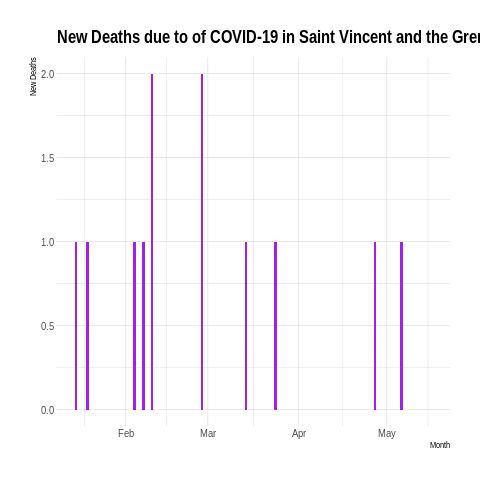 New Deaths due to of COVID-19 in Saint Vincent and the Gren
New Deaths
2.0
1.5
1.0
0.5
0.0
Feb Mar Apr May
Month